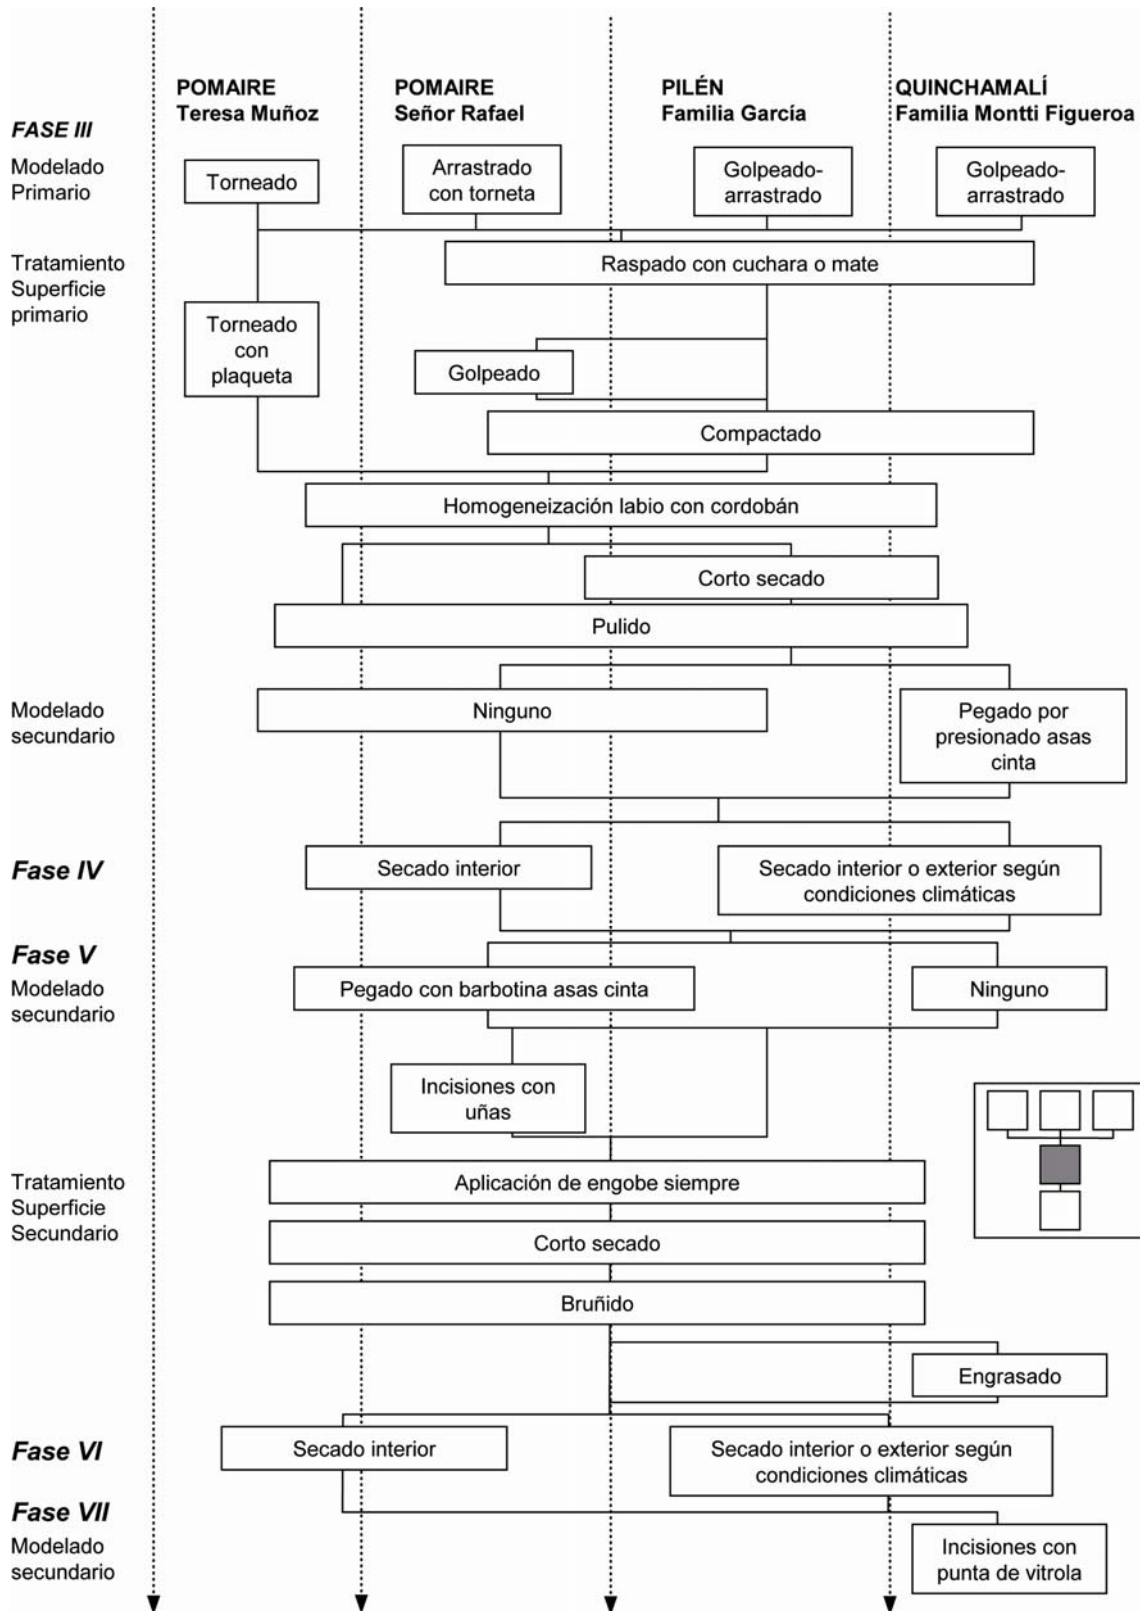 POMAIRE
Teresa Muñoz
POMAIRE
Señor Rafael
PILÉN
Familia García
QUINCHAMALÍ
Familia Montti Figueroa
FASE III
Modelado
Primario
Torneado
Arrastrado
con torneta
Golpeado-
arrastrado
Golpeado-
arrastrado
Tratamiento
Superficie
primario
Raspado con cuchara o mate
Torneado
con
plaqueta
Golpeado
Compactado
Homogeneización labio con cordobán
Corto secado
Pulido
Modelado
secundario
Ninguno
Pegado por
presionado asas
cinta
Fase IV
Secado interior
Secado interior o exterior según
condiciones climáticas
Fase V
Modelado
secundario
Pegado con barbotina asas cinta
Ninguno
Incisiones con
uñas
Tratamiento
Superficie
Secundario
Aplicación de engobe siempre
Corto secado
Bruñido
Engrasado
Fase VI
Secado interior
Secado interior o exterior según
condiciones climáticas
Fase VII
Modelado
secundario
Incisiones con
punta de vitrola